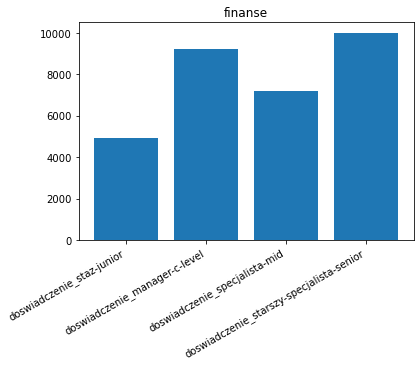 finanse
10000
8000
6000
4000
2000
0
doswiadczenie_staz-junior
doswiadczenie_manager-c-level
doswiadczenie_specjalista-mid
doswiadczenie_starszy-specjalista-senior